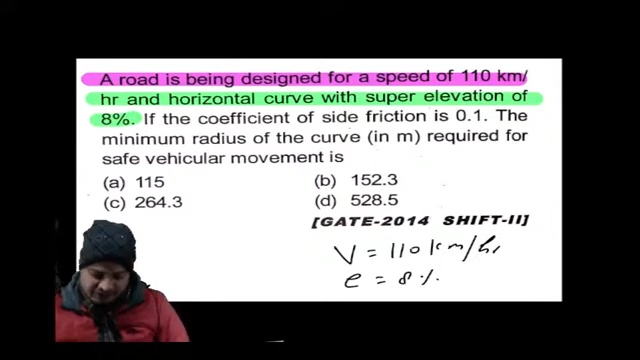 A road is being designed for a speed of 110 km/
hr and horizontal curve with super elevation of
8%. If the coefficient of side friction is 0.1. The
minimum radius of the curve (in m) required for
safe vehicular movement is
(a) 115 (b) 152.3
(c) 264.3 (d) 528.5
[GATE-2014 SHIFT-II]
V = 110 km/hr
e = 8%